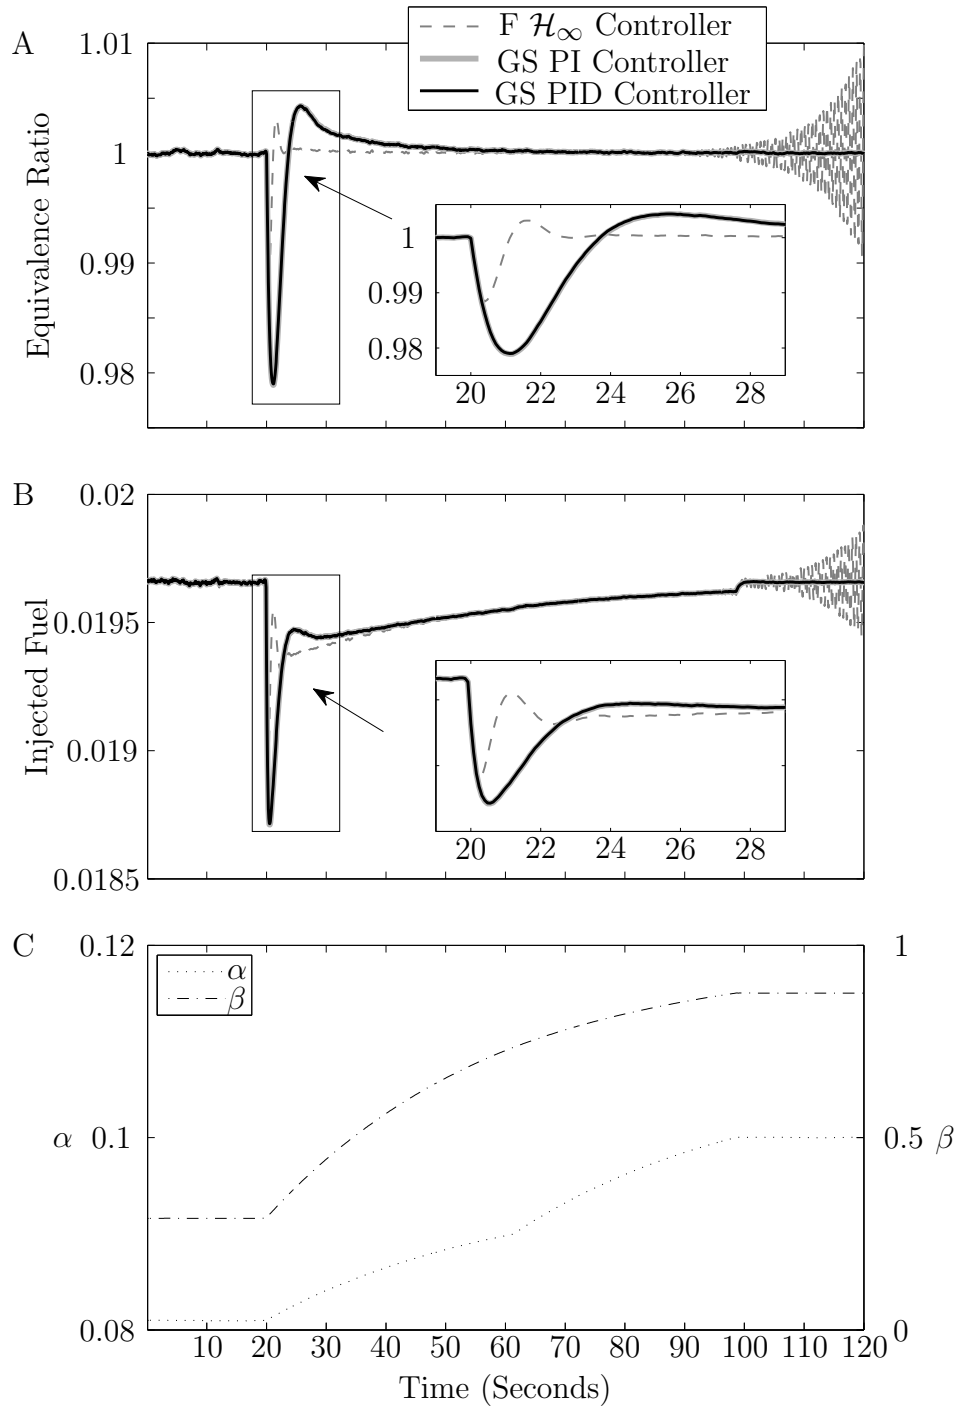 A
1.01
1
0.99
0.98
Equivalence Ratio
F ℋ∞ Controller
GS PI Controller
GS PID Controller
1
0.99
0.98
20 22 24 26 28
B
0.02
0.0195
0.019
0.0185
Injected Fuel
20 22 24 26 28
C
0.12
α 0.1
0.08
α
β
1
0.5 β
0
10 20 30 40 50 60 70 80 90 100 110 120
Time (Seconds)